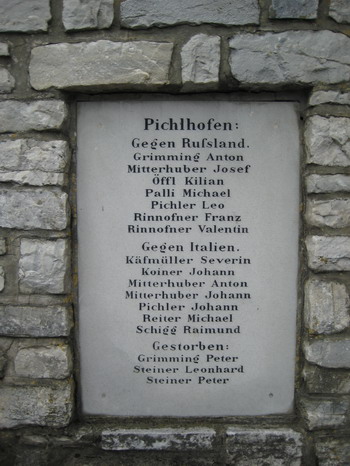 Pichlhofen:
Gegen Rufsland.
Grimming Anton
Mitterhuber Josef
Öffl Kilian
Palli Michael
Pichler Leo
Rinnofner Franz
Rinnofner Valentin
Gegen Italien.
Käfmüller Severin
Koiner Johann
Mitterhuber Anton
Mitterhuber Johann
Pichler Johann
Reiter Michael
Schigg Raimund
Gestorben:
Grimming Peter
Steiner Leonhard
Steiner Peter